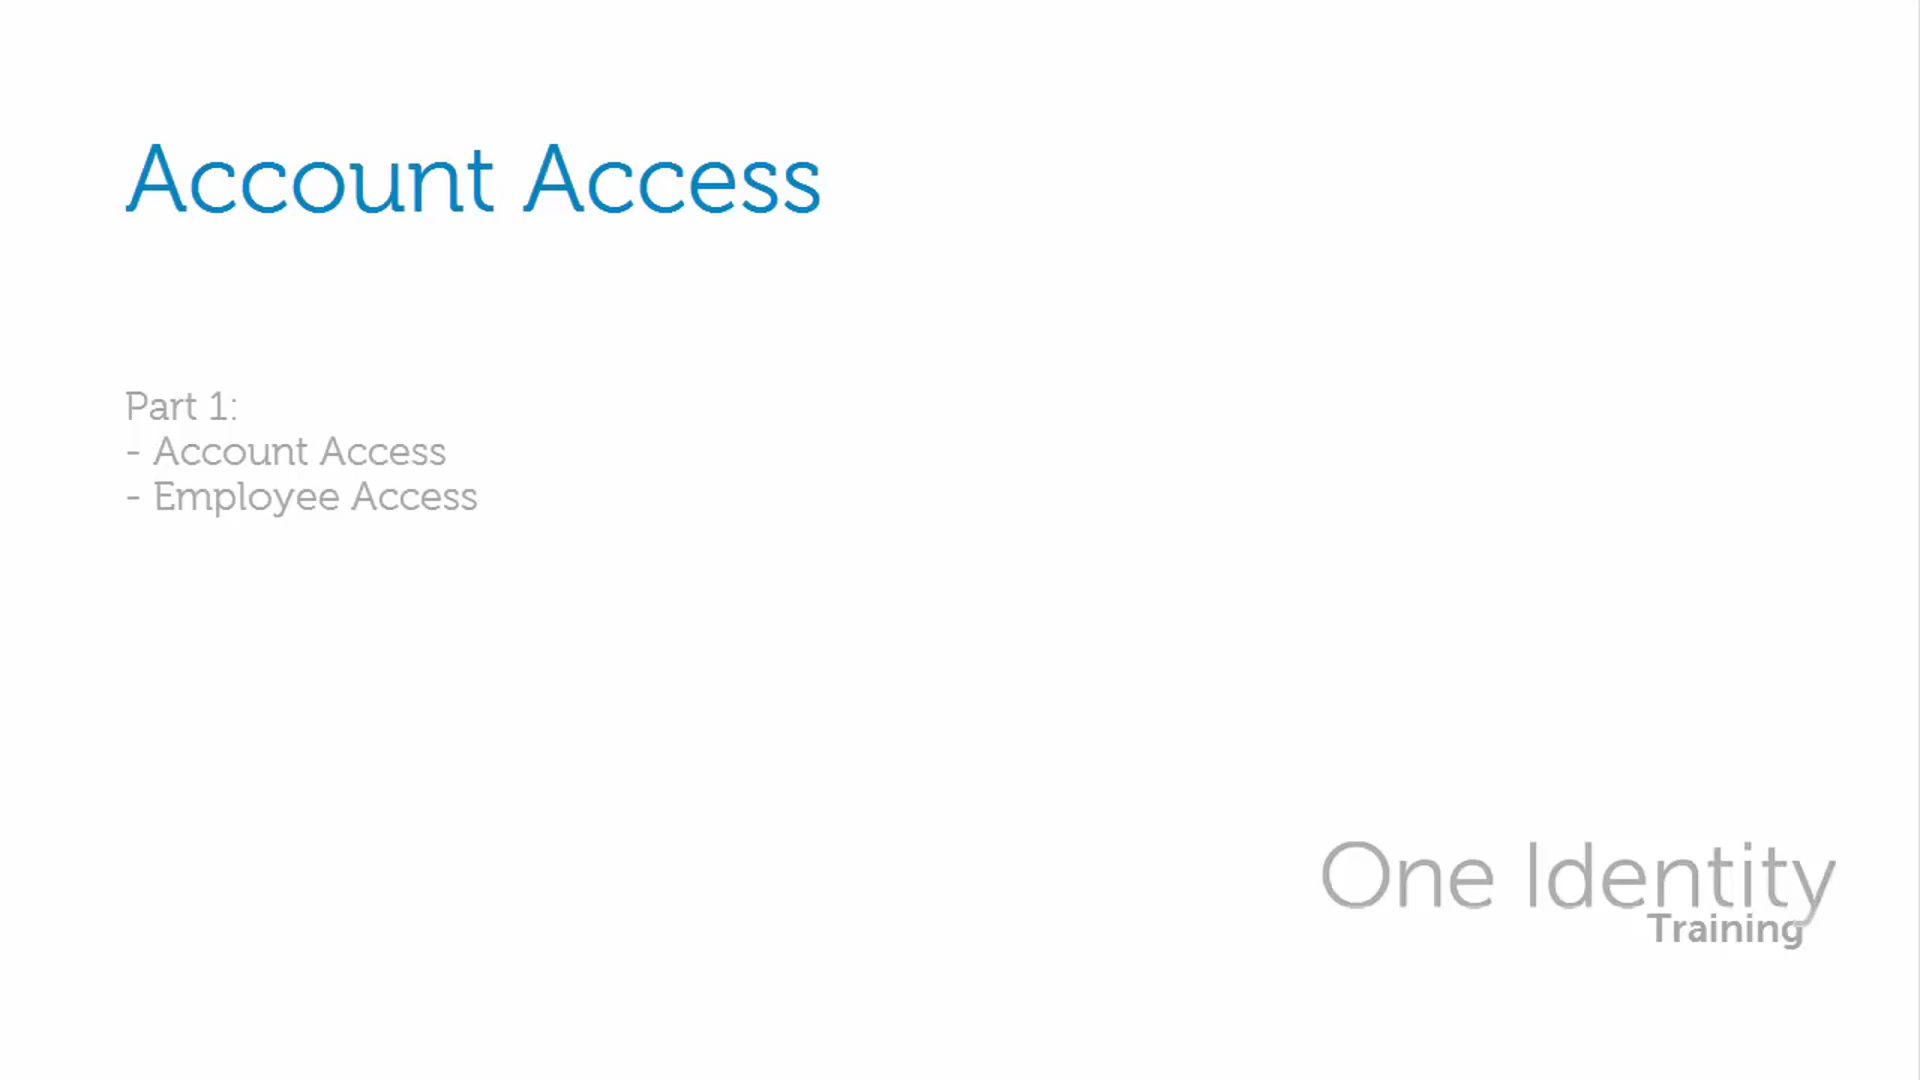 Account Access
Part 1:
- Account Access
- Employee Access
One Identity
Training